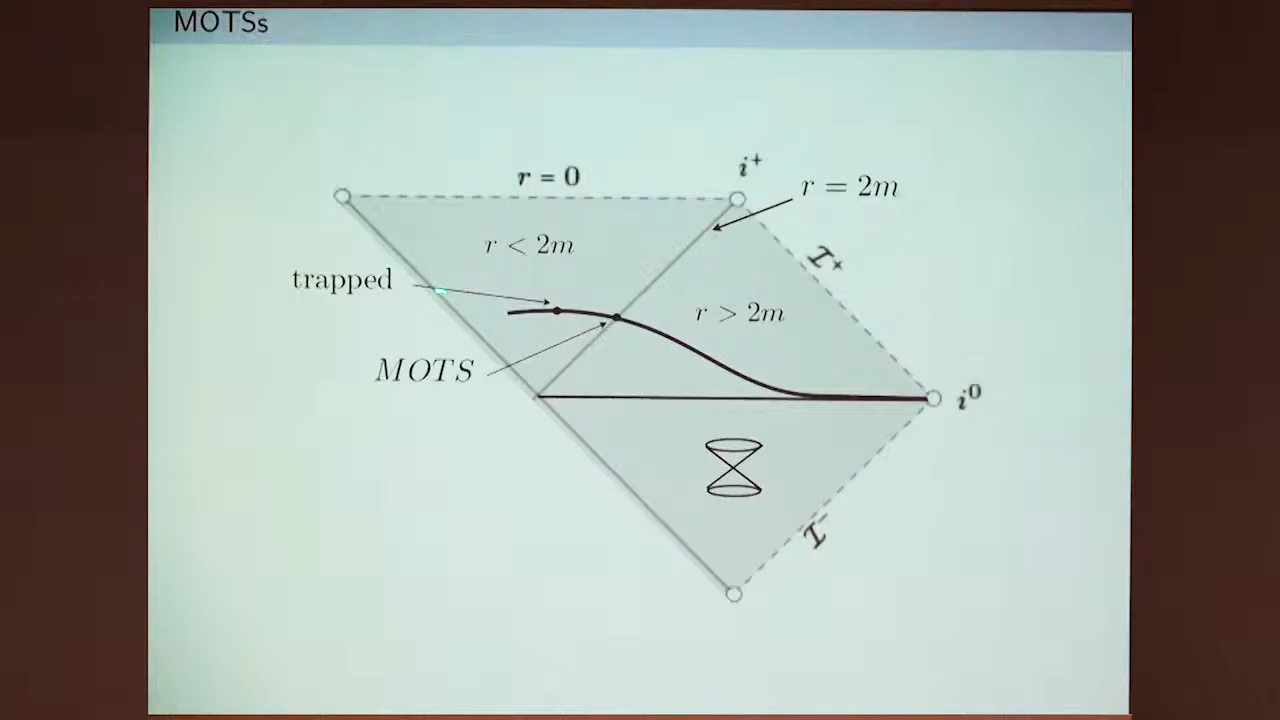 MOTSs
i⁺
r = 0
r = 2m
r < 2m
𝓘⁺
trapped
r > 2m
MOTS
i⁰
𝓘⁻